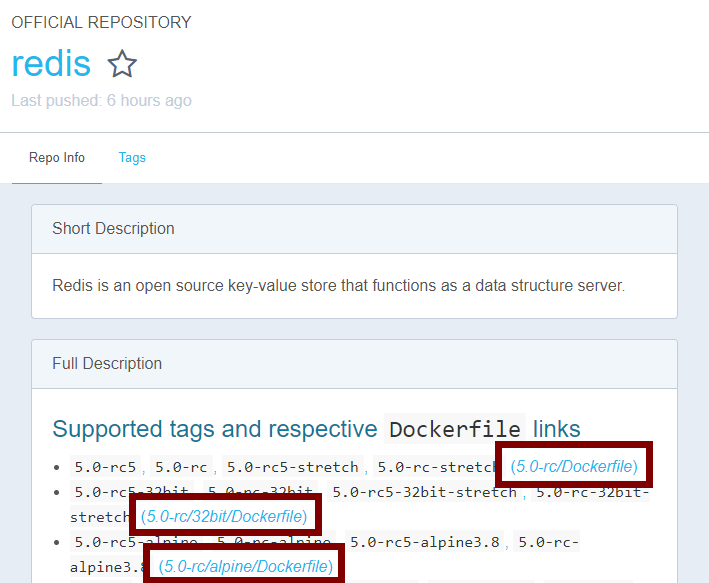 OFFICIAL REPOSITORY
redis
Last pushed: 6 hours ago
Repo Info Tags
Short Description
Redis is an open source key-value store that functions as a data structure server.
Full Description
Supported tags and respective Dockerfile links
• 5.0-rc5 , 5.0-rc , 5.0-rc5-stretch , 5.0-rc-stretch (5.0-rc/Dockerfile)
• 5.0-rc5-32bit , 5.0-rc-32bit , 5.0-rc5-32bit-stretch , 5.0-rc-32bit-
stretch (5.0-rc/32bit/Dockerfile)
• 5.0-rc5-alpine , 5.0-rc-alpine , 5.0-rc5-alpine3.8 , 5.0-rc-
alpine3.8 (5.0-rc/alpine/Dockerfile)